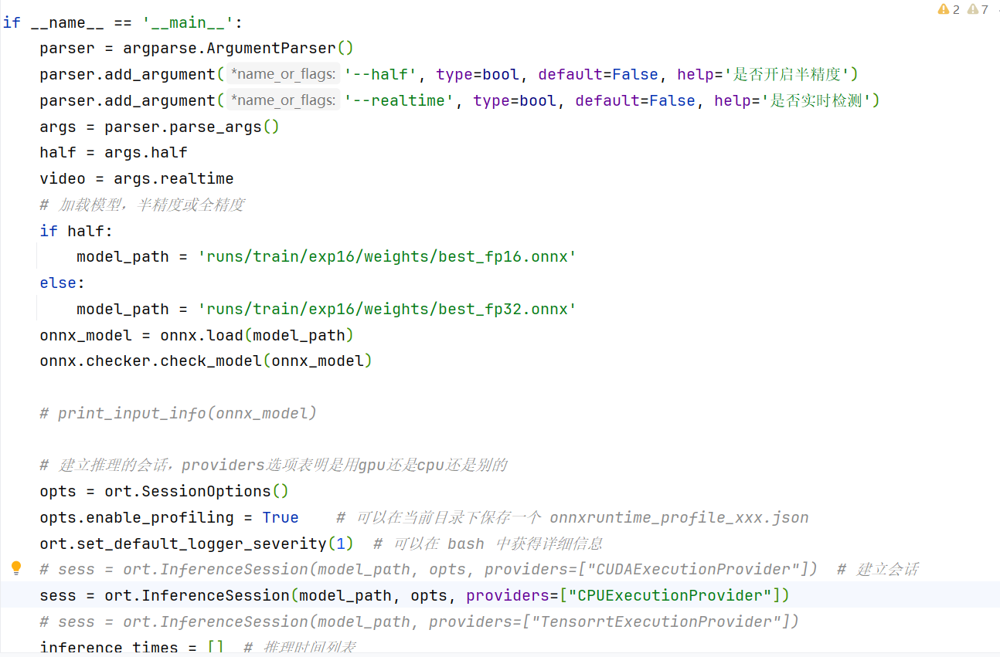 2 7
if __name__ == '__main__':
    parser = argparse.ArgumentParser()
    parser.add_argument( *name_or_flags: '--half', type=bool, default=False, help='是否开启半精度')
    parser.add_argument( *name_or_flags: '--realtime', type=bool, default=False, help='是否实时检测')
    args = parser.parse_args()
    half = args.half
    video = args.realtime
    # 加载模型，半精度或全精度
    if half:
        model_path = 'runs/train/exp16/weights/best_fp16.onnx'
    else:
        model_path = 'runs/train/exp16/weights/best_fp32.onnx'
    onnx_model = onnx.load(model_path)
    onnx.checker.check_model(onnx_model)
    # print_input_info(onnx_model)
    # 建立推理的会话，providers选项表明是用gpu还是cpu还是别的
    opts = ort.SessionOptions()
    opts.enable_profiling = True    # 可以在当前目录下保存一个 onnxruntime_profile_xxx.json
    ort.set_default_logger_severity(1)  # 可以在 bash 中获得详细信息
    # sess = ort.InferenceSession(model_path, opts, providers=["CUDAExecutionProvider"])  # 建立会话
    sess = ort.InferenceSession(model_path, opts, providers=["CPUExecutionProvider"])
    # sess = ort.InferenceSession(model_path, providers=["TensorrtExecutionProvider"])
    inference_times = []  # 推理时间列表